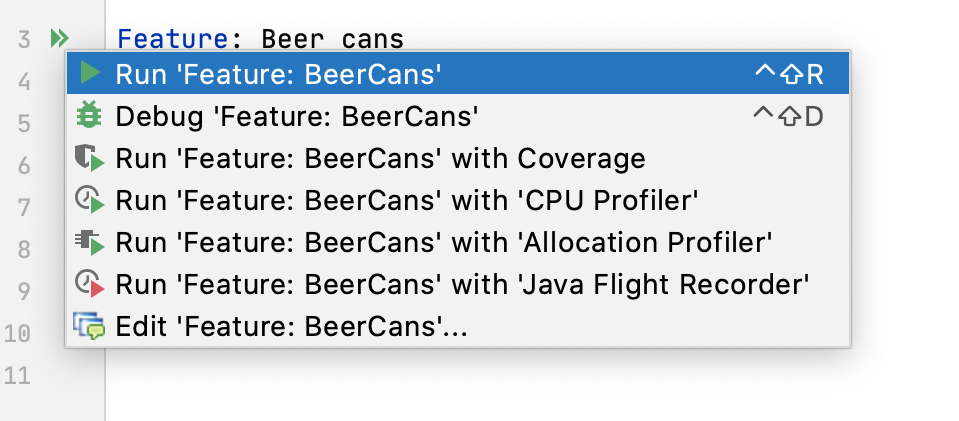 3 Feature: Beer cans
4 Run 'Feature: BeerCans' ^⇧R
5 Debug 'Feature: BeerCans' ^⇧D
6 Run 'Feature: BeerCans' with Coverage
7 Run 'Feature: BeerCans' with 'CPU Profiler'
8 Run 'Feature: BeerCans' with 'Allocation Profiler'
9 Run 'Feature: BeerCans' with 'Java Flight Recorder'
10 Edit 'Feature: BeerCans'...
11